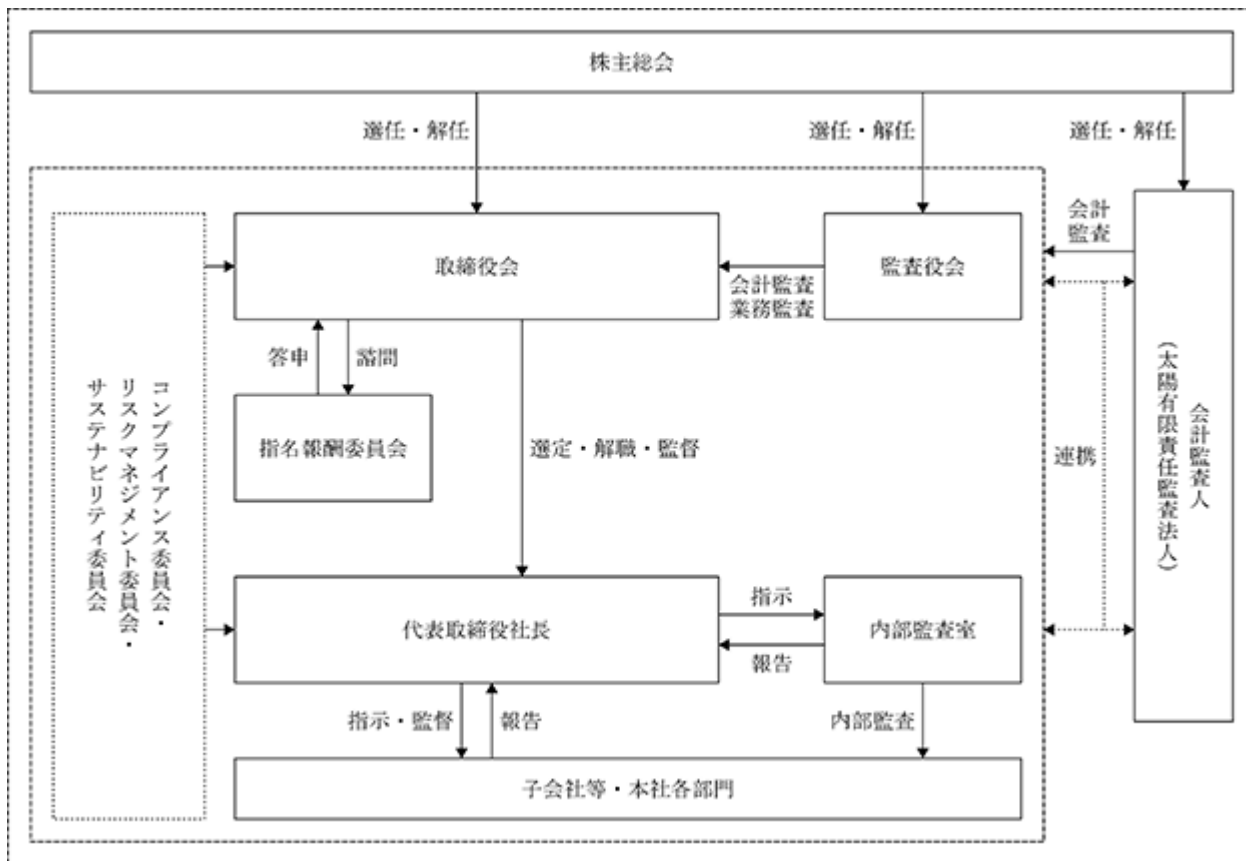 株主総会
選任・解任
選任・解任
選任・解任
取締役会
監査役会
会計
監査
会計監査
業務監査
答申
諮問
指名報酬委員会
選定・解職・監督
コンプライアンス委員会・
リスクマネジメント委員会・
サステナビリティ委員会
会計監査人
（太陽有限責任監査法人）
連携
代表取締役社長
指示
報告
内部監査室
指示・監督
報告
内部監査
子会社等・本社各部門